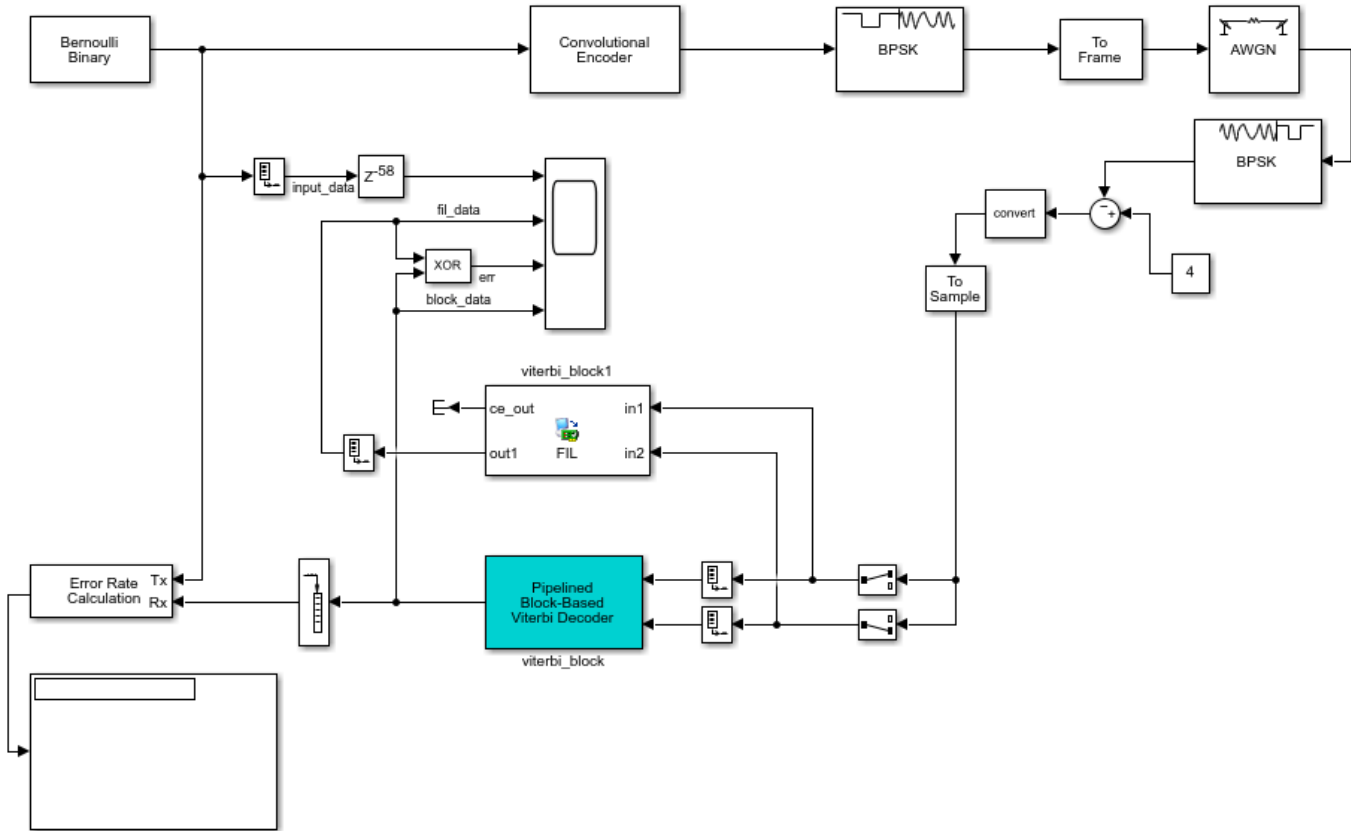 Bernoulli
Binary
Convolutional
Encoder
BPSK
To
Frame
AWGN
BPSK
input_data
Z-58
fil_data
convert
− +
XOR
err
4
To
Sample
block_data
viterbi_block1
ce_out
in1
out1
FIL
in2
Error Rate
Calculation
Tx
Rx
Pipelined
Block-Based
Viterbi Decoder
viterbi_block